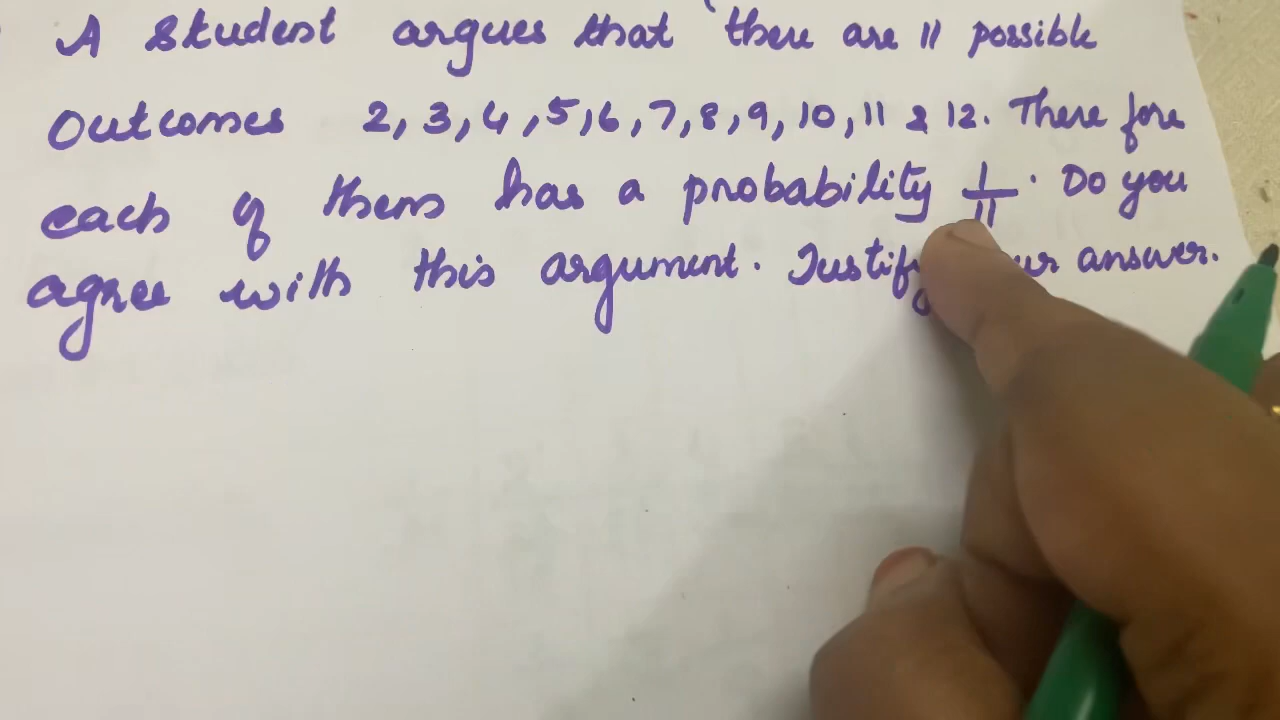 A Student argues that "there are 11 possible
Outcomes 2, 3, 4, 5, 6, 7, 8, 9, 10, 11 & 12. There fore
each of them has a probability 1/11. Do you
agree with this argument. Justify answer.